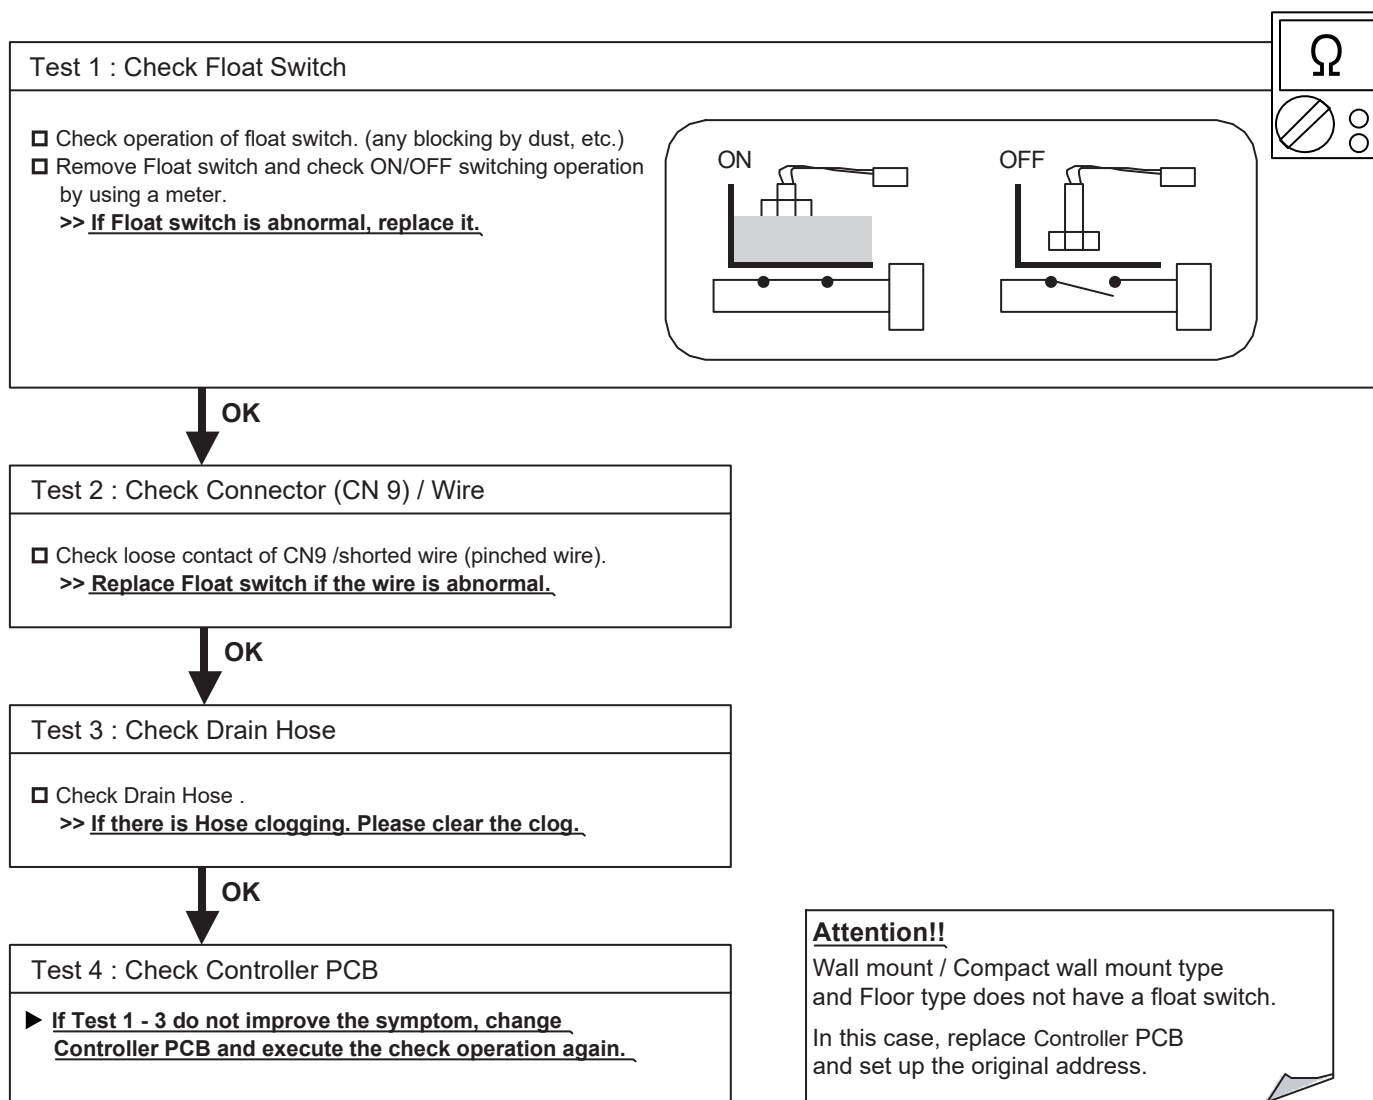 Ω
Test 1 : Check Float Switch
Check operation of float switch. (any blocking by dust, etc.)
Remove Float switch and check ON/OFF switching operation
by using a meter.
>> If Float switch is abnormal, replace it.
ON
OFF
OK
Test 2 : Check Connector (CN 9) / Wire
Check loose contact of CN9 /shorted wire (pinched wire).
>> Replace Float switch if the wire is abnormal.
OK
Test 3 : Check Drain Hose
Check Drain Hose .
>> If there is Hose clogging. Please clear the clog.
OK
Test 4 : Check Controller PCB
If Test 1 - 3 do not improve the symptom, change
Controller PCB and execute the check operation again.
Attention!!
Wall mount / Compact wall mount type
and Floor type does not have a float switch.
In this case, replace Controller PCB
and set up the original address.